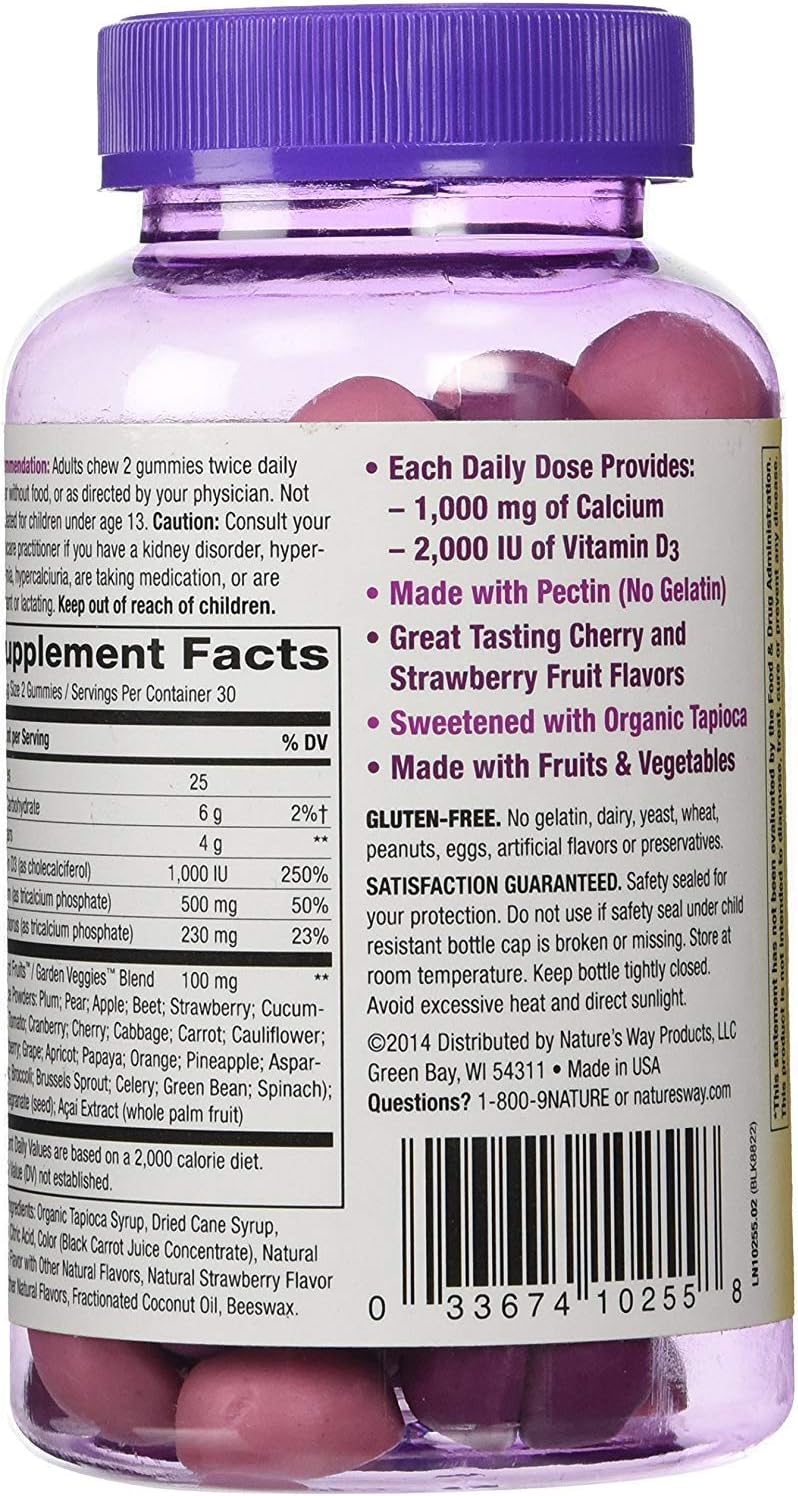 mmendation: Adults chew 2 gummies twice daily
without food, or as directed by your physician. Not
for children under age 13. Caution: Consult your
practitioner if you have a kidney disorder, hyper-
hypercalciuria, are taking medication, or are
or lactating. Keep out of reach of children.
upplement Facts
Size 2 Gummies / Servings Per Container 30
per Serving % DV
25
6 g 2%†
4 g **
D3 (as cholecalciferol) 1,000 IU 250%
(as tricalcium phosphate) 500 mg 50%
(as tricalcium phosphate) 230 mg 23%
Fruits™ / Garden Veggies™ Blend 100 mg **
Powders: Plum; Pear; Apple; Beet; Strawberry; Cucum-
Tomato; Cranberry; Cherry; Cabbage; Carrot; Cauliflower;
Grape; Apricot; Papaya; Orange; Pineapple; Aspar-
Broccoli; Brussels Sprout; Celery; Green Bean; Spinach);
(seed); Açai Extract (whole palm fruit)
Daily Values are based on a 2,000 calorie diet.
Value (DV) not established.
Organic Tapioca Syrup, Dried Cane Syrup,
Citric Acid, Color (Black Carrot Juice Concentrate), Natural
Flavor with Other Natural Flavors, Natural Strawberry Flavor
Natural Flavors, Fractionated Coconut Oil, Beeswax.
• Each Daily Dose Provides:
– 1,000 mg of Calcium
– 2,000 IU of Vitamin D3
• Made with Pectin (No Gelatin)
• Great Tasting Cherry and
Strawberry Fruit Flavors
• Sweetened with Organic Tapioca
• Made with Fruits & Vegetables
GLUTEN-FREE. No gelatin, dairy, yeast, wheat,
peanuts, eggs, artificial flavors or preservatives.
SATISFACTION GUARANTEED. Safety sealed for
your protection. Do not use if safety seal under child
resistant bottle cap is broken or missing. Store at
room temperature. Keep bottle tightly closed.
Avoid excessive heat and direct sunlight.
©2014 Distributed by Nature's Way Products, LLC
Green Bay, WI 54311 • Made in USA
Questions? 1-800-9NATURE or naturesway.com
0 33674 10255 8
LN10255.02 (BLK8822)
*This statement has not been evaluated by the Food & Drug Administration.
This product is not intended to diagnose, treat, cure or prevent any disease.